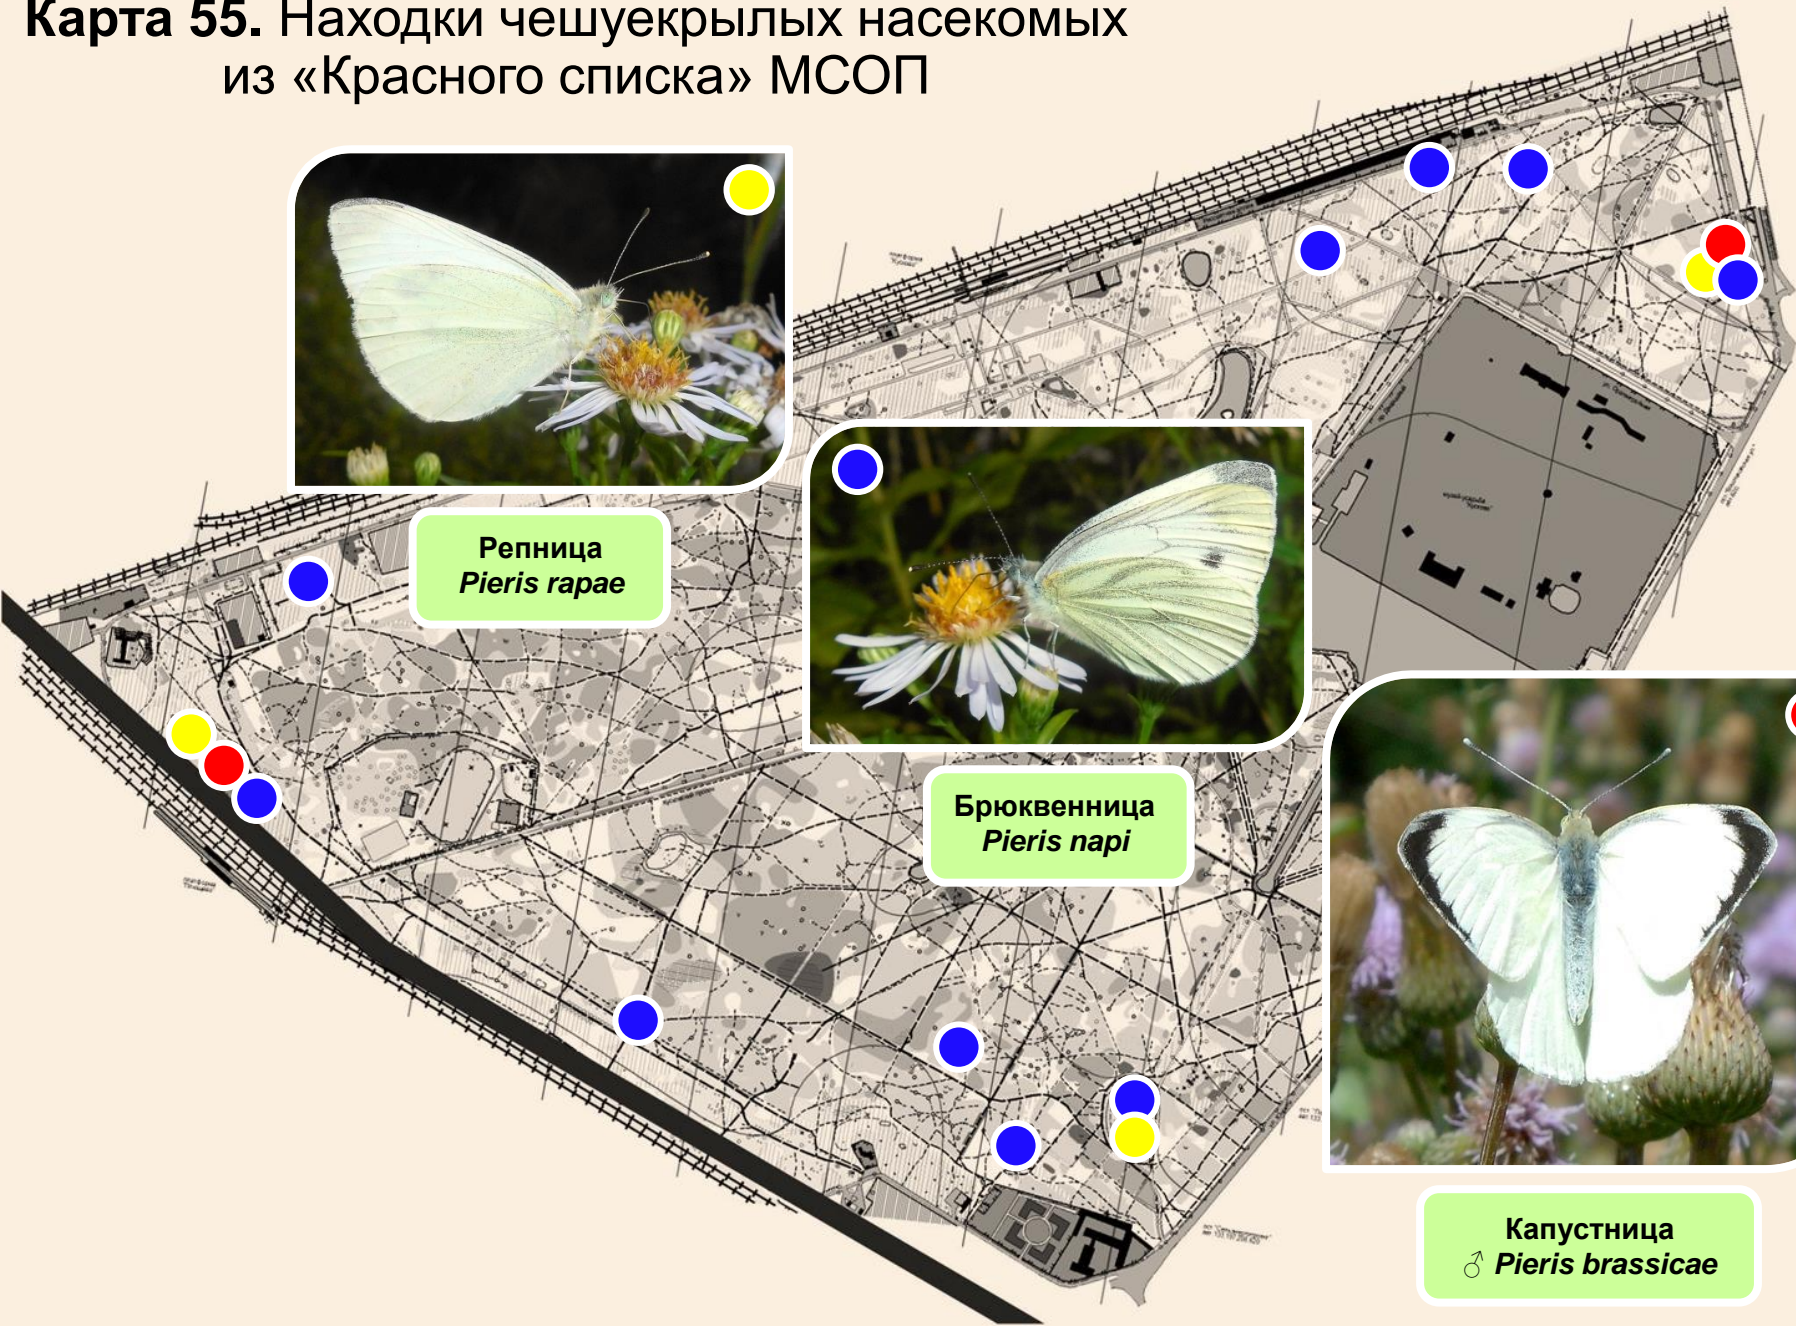 Карта 55. Находки чешуекрылых насекомых
из «Красного списка» МСОП
Репница
Pieris rapae
Брюквенница
Pieris napi
Капустница
♂ Pieris brassicae